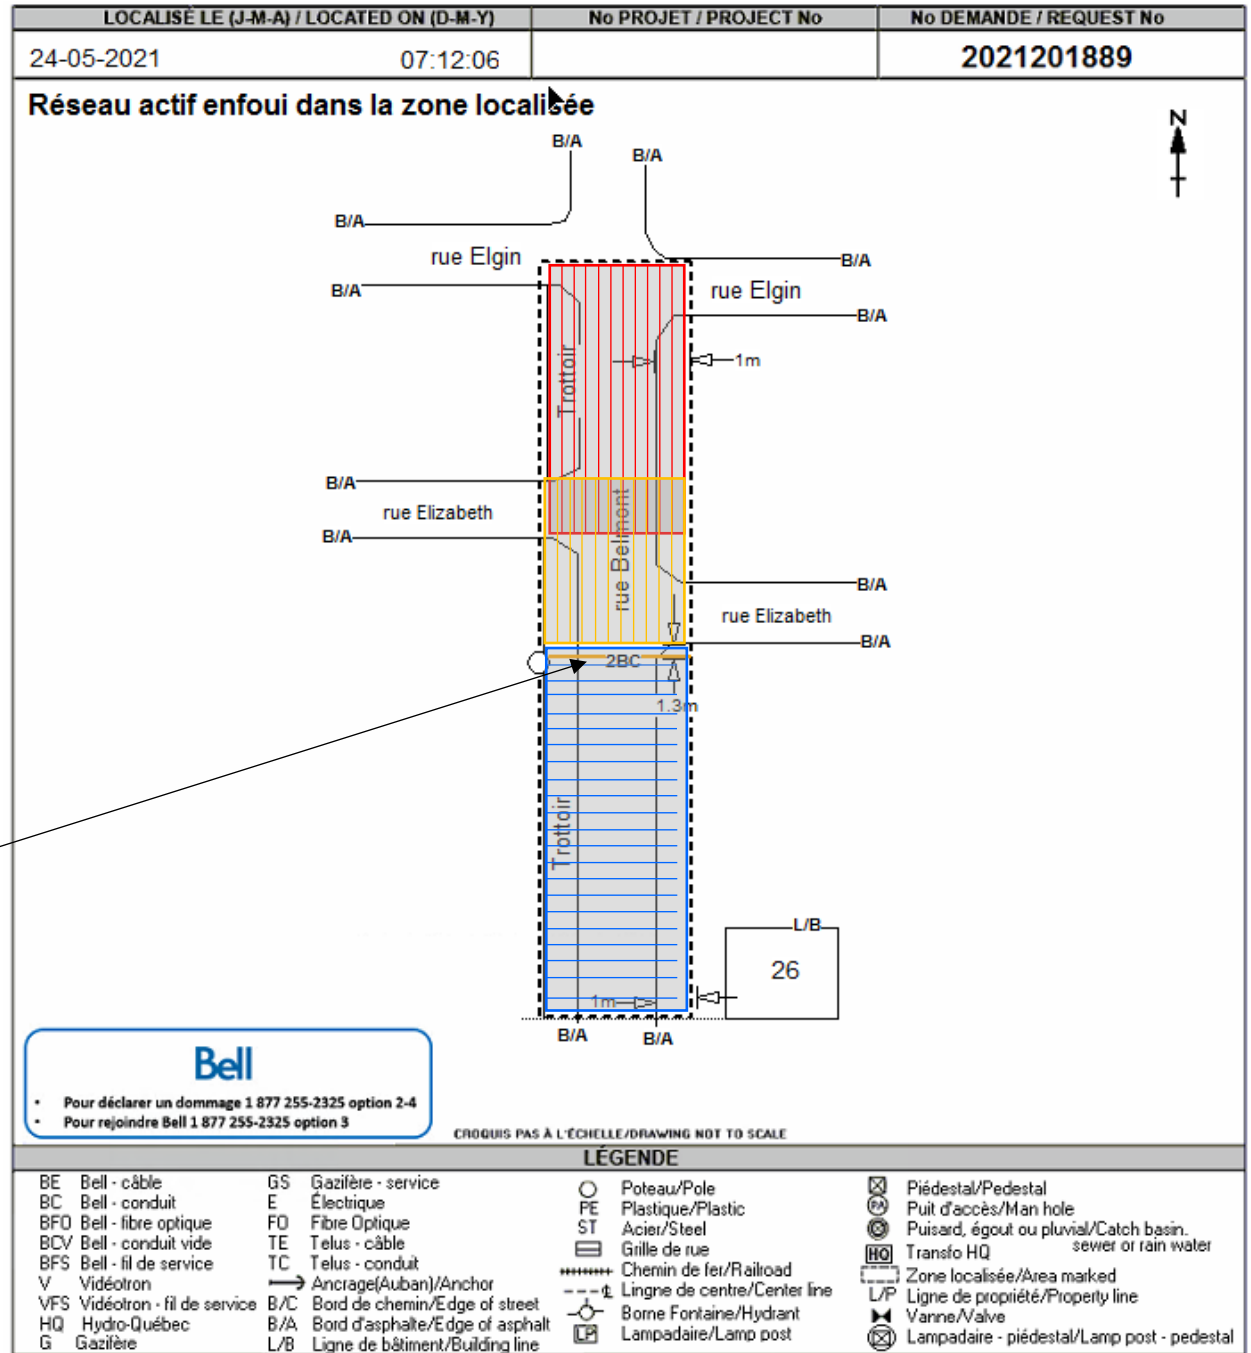 LOCALISÉ LE (J-M-A) / LOCATED ON (D-M-Y) No PROJET / PROJECT No No DEMANDE / REQUEST No
24-05-2021 07:12:06 2021201889
Réseau actif enfoui dans la zone localisée
N
B/A
B/A
B/A
rue Elgin
B/A
B/A
rue Elgin
B/A
Trottoir
1m
B/A
rue Elizabeth
B/A
rue Belmont
B/A
rue Elizabeth
B/A
2BC
1.3m
Trottoir
L/B
26
1m
B/A
B/A
Bell
• Pour déclarer un dommage 1 877 255-2325 option 2-4
• Pour rejoindre Bell 1 877 255-2325 option 3
CROQUIS PAS À L'ÉCHELLE/DRAWING NOT TO SCALE
LÉGENDE
BE Bell - câble
BC Bell - conduit
BFO Bell - fibre optique
BCV Bell - conduit vide
BFS Bell - fil de service
V Vidéotron
VFS Vidéotron - fil de service
HQ Hydro-Québec
G Gazifère
GS Gazifère - service
E Électrique
FO Fibre Optique
TE Telus - câble
TC Telus - conduit
Ancrage(Auban)/Anchor
B/C Bord de chemin/Edge of street
B/A Bord d'asphalte/Edge of asphalt
L/B Ligne de bâtiment/Building line
Poteau/Pole
PE Plastique/Plastic
ST Acier/Steel
Grille de rue
Chemin de fer/Railroad
Lingne de centre/Center line
Borne Fontaine/Hydrant
LP Lampadaire/Lamp post
Piédestal/Pedestal
PA Puit d'accès/Man hole
Puisard, égout ou pluvial/Catch basin.
sewer or rain water
HQ Transfo HQ
Zone localisée/Area marked
L/P Ligne de propriété/Property line
Vanne/Valve
Lampadaire - piédestal/Lamp post - pedestal